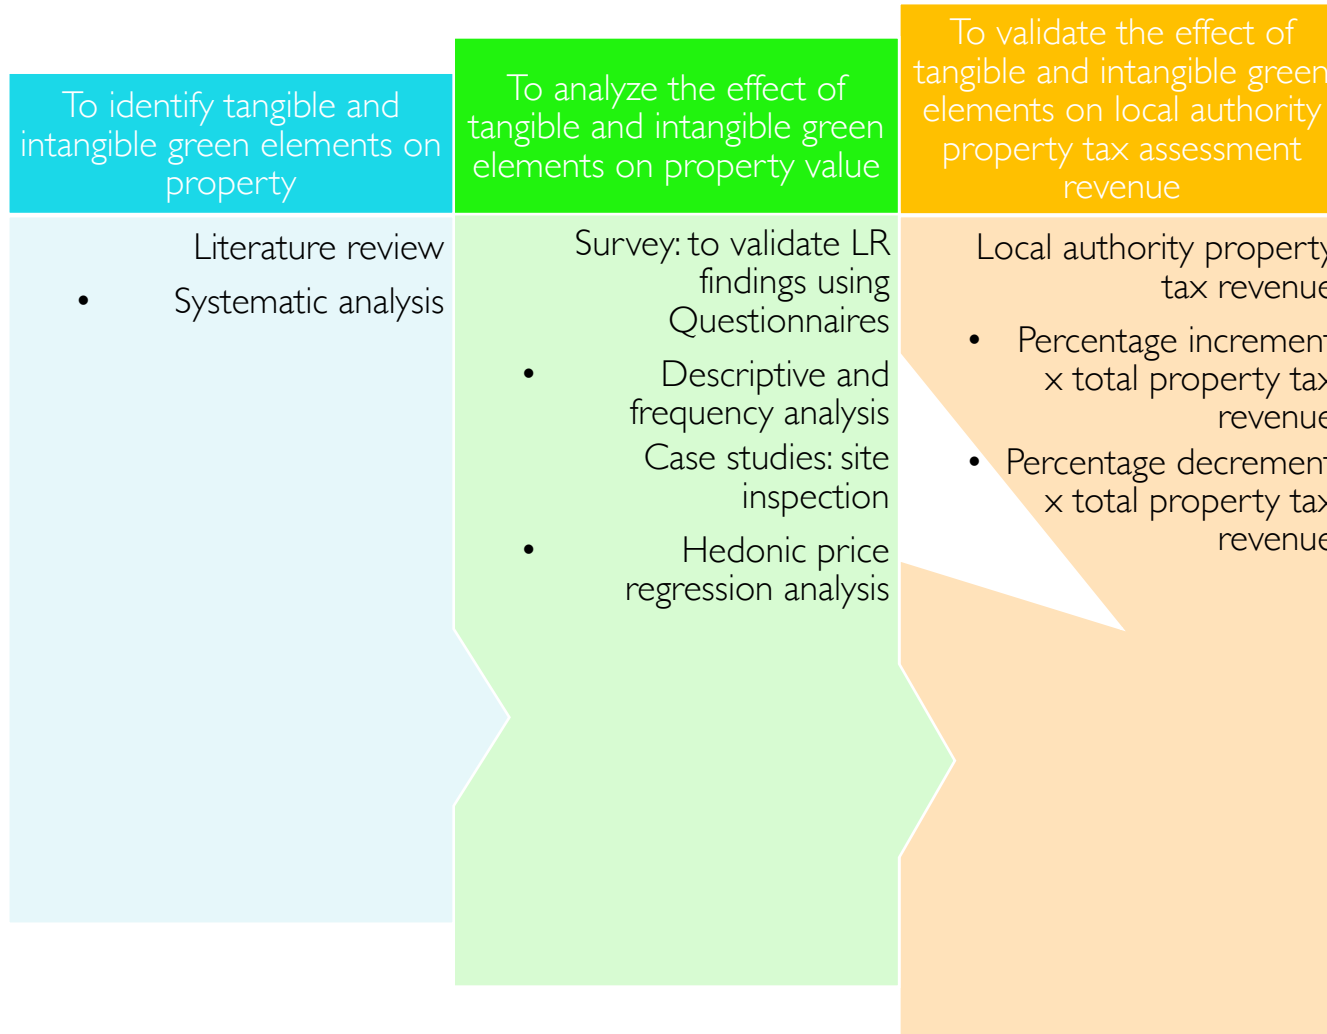 To identify tangible and
intangible green elements on
property
Literature review
• Systematic analysis
To analyze the effect of
tangible and intangible green
elements on property value
Survey: to validate LR
findings using
Questionnaires
• Descriptive and
frequency analysis
Case studies: site
inspection
• Hedonic price
regression analysis
To validate the effect of
tangible and intangible green
elements on local authority
property tax assessment
revenue
Local authority property
tax revenue
• Percentage increment
x total property tax
revenue
• Percentage decrement
x total property tax
revenue